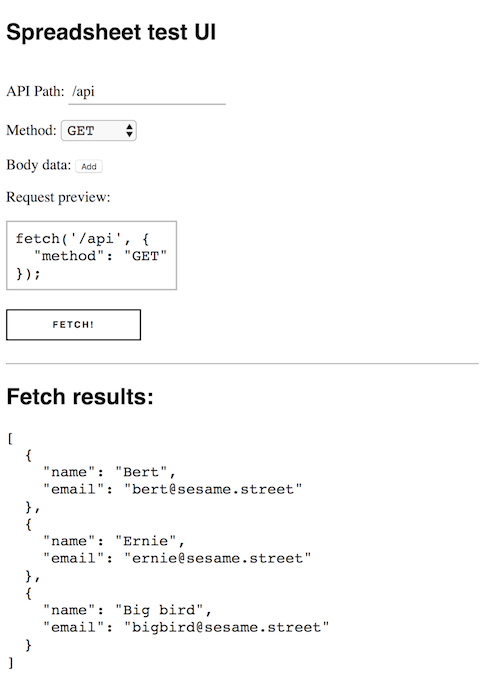 Spreadsheet test UI
API Path: /api
Method: GET
Body data: Add
Request preview:
fetch('/api', {
  "method": "GET"
});
FETCH!
Fetch results:
[
  {
    "name": "Bert",
    "email": "bert@sesame.street"
  },
  {
    "name": "Ernie",
    "email": "ernie@sesame.street"
  },
  {
    "name": "Big bird",
    "email": "bigbird@sesame.street"
  }
]